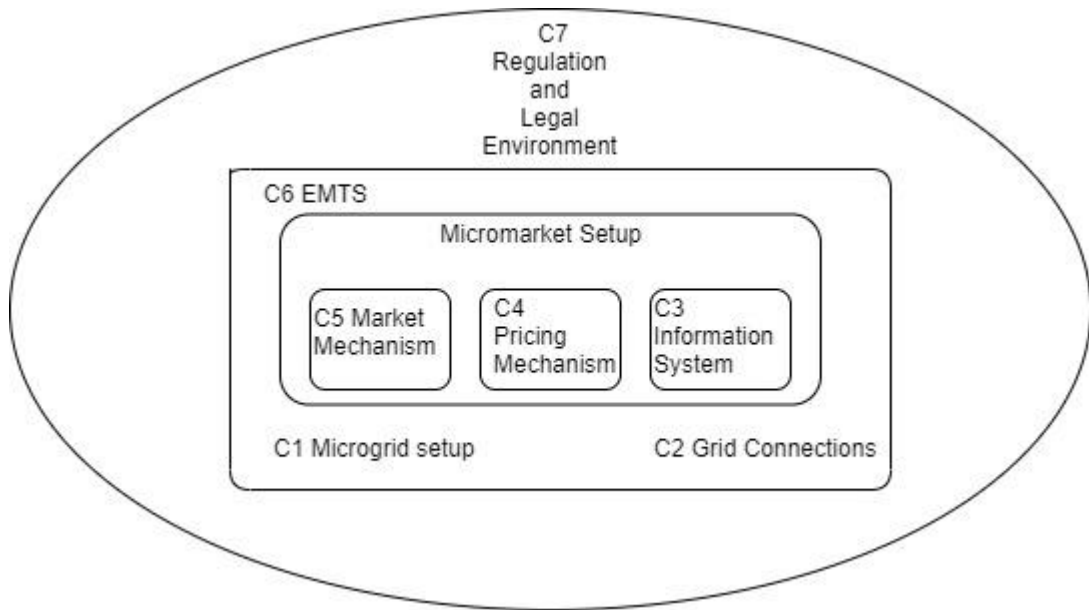 C7
Regulation
and
Legal
Environment
C6 EMTS
Micromarket Setup
C5 Market
Mechanism
C4
Pricing
Mechanism
C3
Information
System
C1 Microgrid setup
C2 Grid Connections